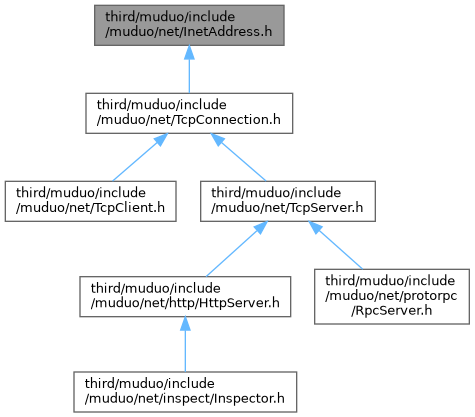 third/muduo/include
/muduo/net/InetAddress.h
third/muduo/include
/muduo/net/TcpConnection.h
third/muduo/include
/muduo/net/TcpClient.h
third/muduo/include
/muduo/net/TcpServer.h
third/muduo/include
/muduo/net/http/HttpServer.h
third/muduo/include
/muduo/net/protorpc
/RpcServer.h
third/muduo/include
/muduo/net/inspect/Inspector.h